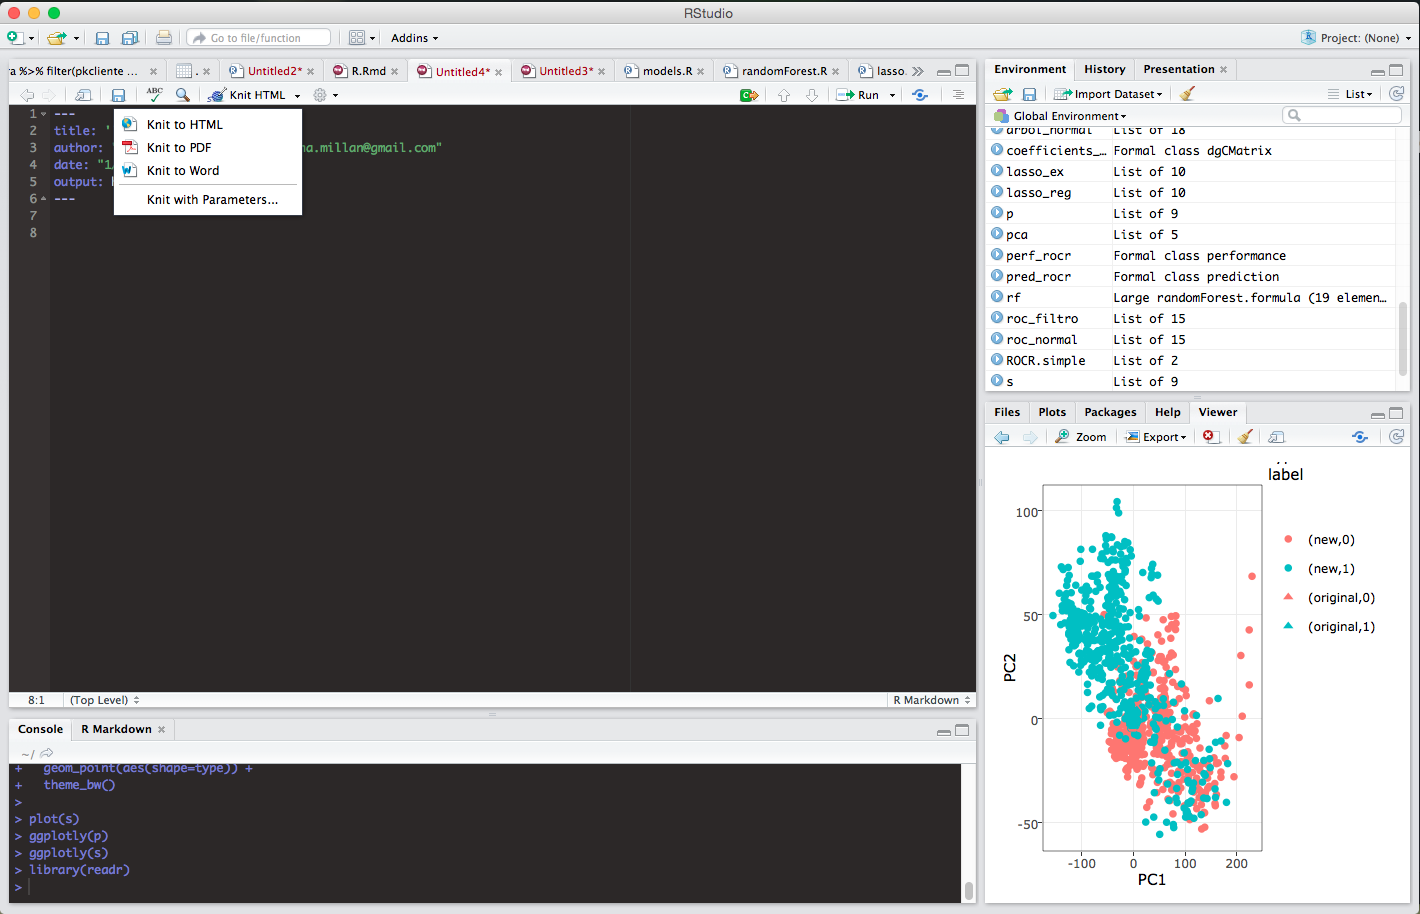 RStudio
Go to file/function
Addins
Project: (None)
ra %>% filter(pkcliente ...
.
Untitled2*
R.Rmd
Untitled4*
Untitled3*
models.R
randomForest.R
lasso.
ABC
Knit HTML
Run
1 ---
2 title: "
3 author: na.millan@gmail.com"
4 date: "1/
5 output:
6 ---
7
8
Knit to HTML
Knit to PDF
Knit to Word
Knit with Parameters...
8:1
(Top Level)
R Markdown
Console
R Markdown
~/
+ geom_point(aes(shape=type)) +
+ theme_bw()
>
> plot(s)
> ggplotly(p)
> ggplotly(s)
> library(readr)
>
Environment
History
Presentation
Import Dataset
List
Global Environment
arbol_normal List of 18
coefficients_… Formal class dgCMatrix
lasso_ex List of 10
lasso_reg List of 10
p List of 9
pca List of 5
perf_rocr Formal class performance
pred_rocr Formal class prediction
rf Large randomForest.formula (19 elemen…
roc_filtro List of 15
roc_normal List of 15
ROCR.simple List of 2
s List of 9
Files
Plots
Packages
Help
Viewer
Zoom
Export
label
(new,0)
(new,1)
(original,0)
(original,1)
100
50
0
-50
PC2
-100 0 100 200
PC1